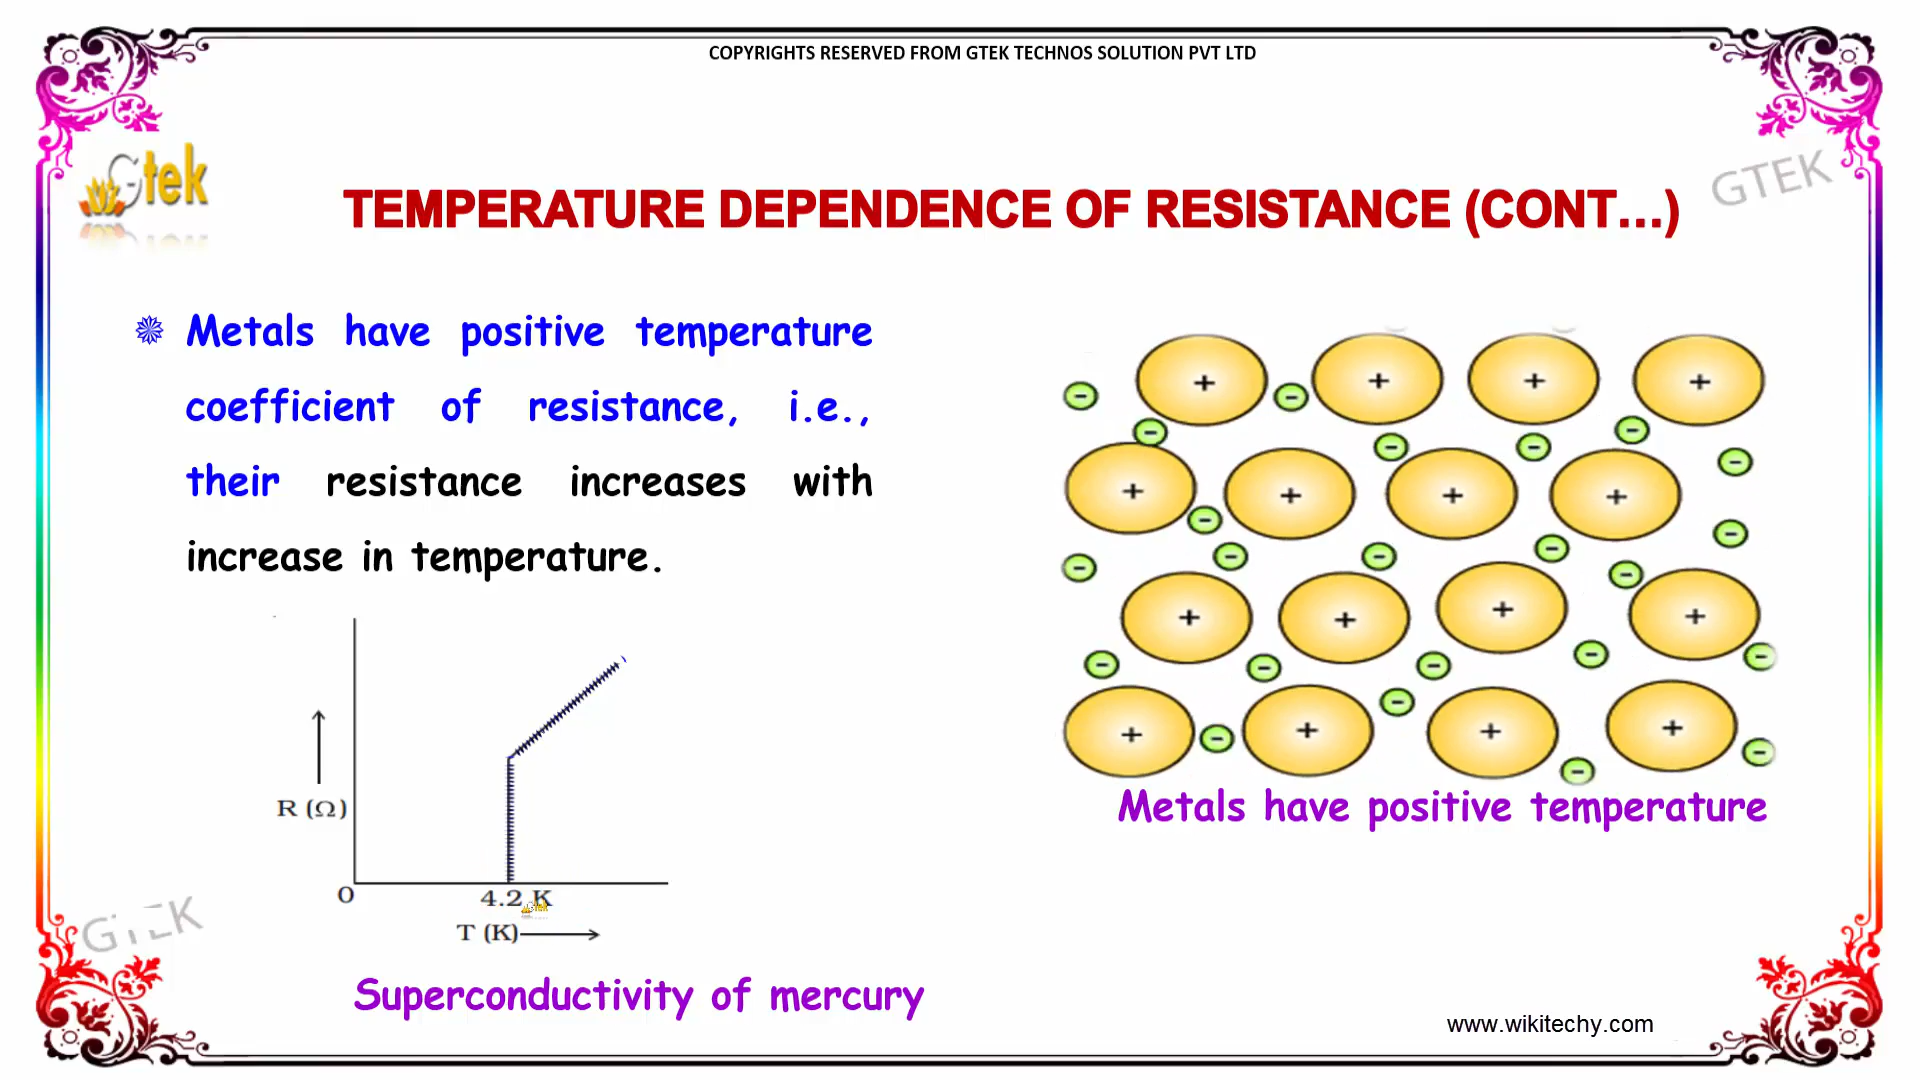 COPYRIGHTS RESERVED FROM GTEK TECHNOS SOLUTION PVT LTD
Gtek
GTEK
TEMPERATURE DEPENDENCE OF RESISTANCE (CONT...)
Metals have positive temperature
coefficient of resistance, i.e.,
their resistance increases with
increase in temperature.
R (Ω)
0
4.2 K
T (K)
Superconductivity of mercury
Metals have positive temperature
GTEK
www.wikitechy.com